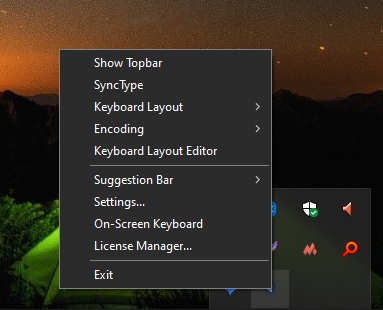 Show Topbar
SyncType
Keyboard Layout
Encoding
Keyboard Layout Editor
Suggestion Bar
Settings...
On-Screen Keyboard
License Manager...
Exit